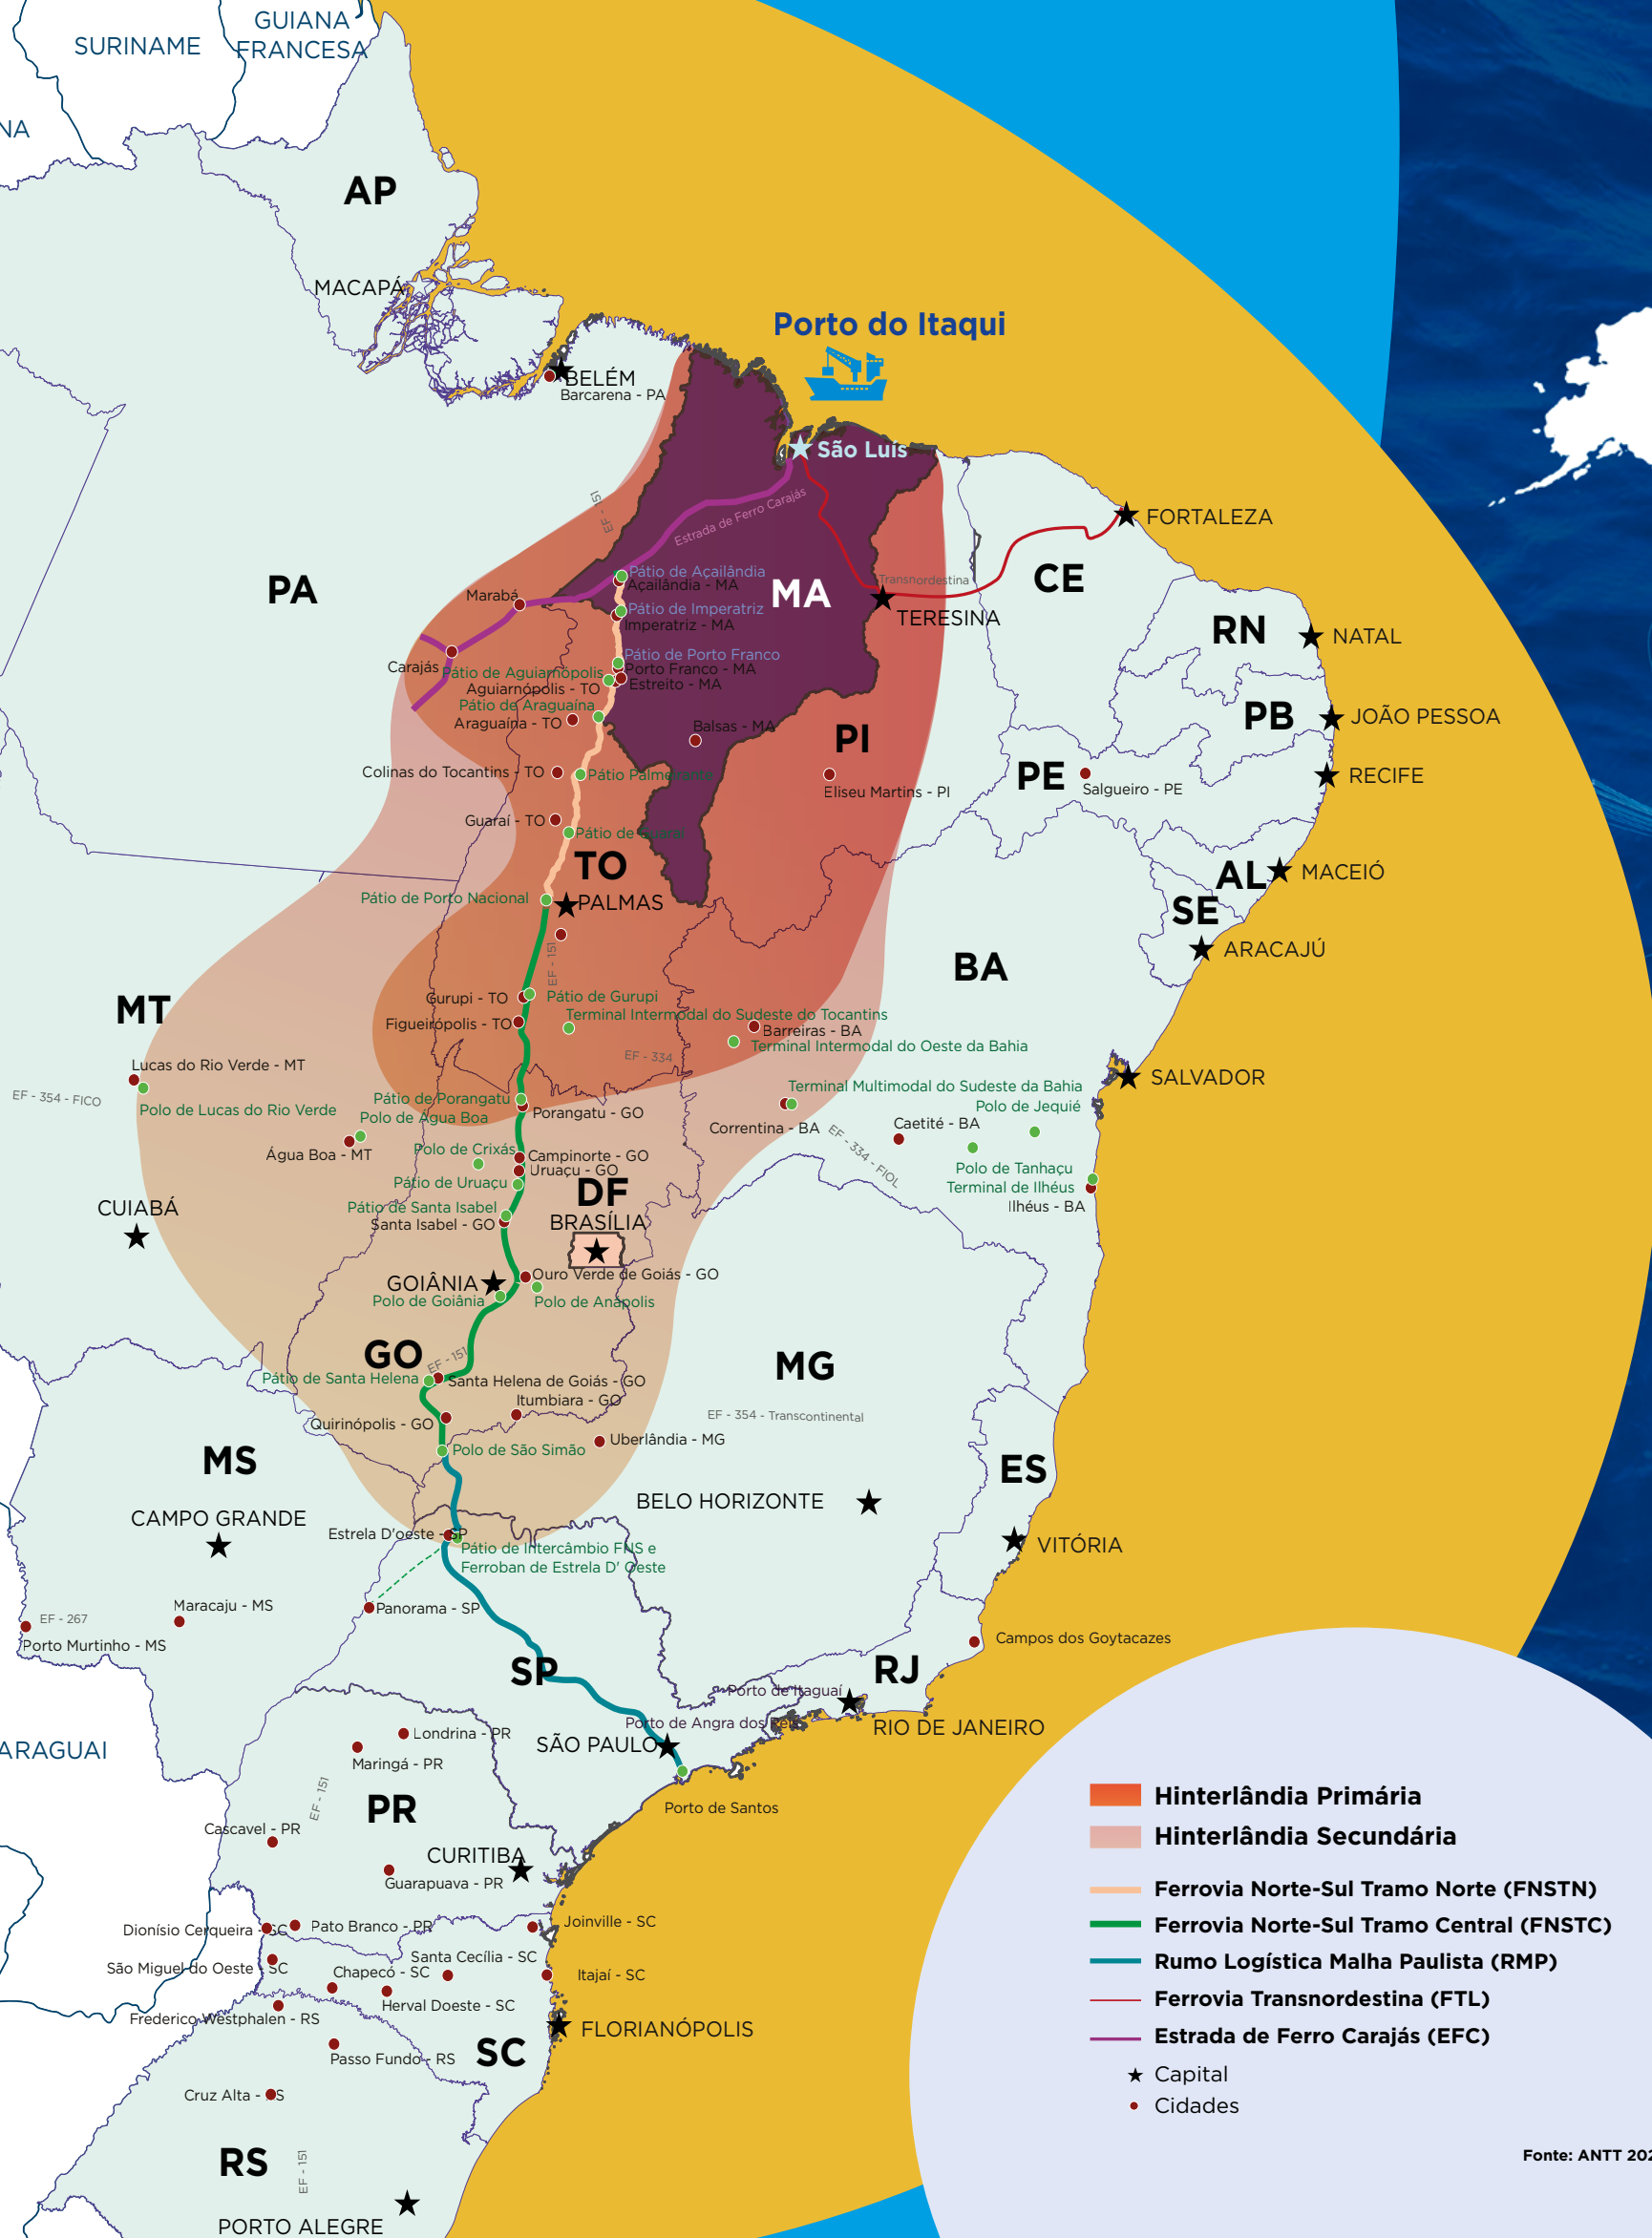 GUIANA
FRANCESA
SURINAME
NA
AP
MACAPÁ
Porto do Itaqui
BELÉM
Barcarena - PA
São Luís
EF - 151
Estrada de Ferro Carajás
FORTALEZA
PA
Pátio de Açailândia
Açailândia - MA
MA
Transnordestina
CE
Marabá
Pátio de Imperatriz
Imperatriz - MA
TERESINA
RN
NATAL
Pátio de Porto Franco
Carajás
Pátio de Aguiarnópolis
Porto Franco - MA
Aguiarnópolis - TO
Estreito - MA
Pátio de Araguaína
Araguaína - TO
Balsas - MA
PI
PB
JOÃO PESSOA
Colinas do Tocantins - TO
Pátio Palmeirante
Eliseu Martins - PI
PE
Salgueiro - PE
RECIFE
Guaraí - TO
Pátio de Guaraí
TO
AL
MACEIÓ
Pátio de Porto Nacional
PALMAS
SE
EF - 151
ARACAJÚ
BA
MT
Gurupi - TO
Pátio de Gurupi
Figueirópolis - TO
Terminal Intermodal do Sudeste do Tocantins
Barreiras - BA
Terminal Intermodal do Oeste da Bahia
EF - 334
Lucas do Rio Verde - MT
SALVADOR
EF - 354 - FICO
Polo de Lucas do Rio Verde
Pátio de Porangatu
Polo de Água Boa
Porangatu - GO
Terminal Multimodal do Sudeste da Bahia
Polo de Jequié
Correntina - BA
Caetité - BA
EF - 334 - FIOL
Água Boa - MT
Polo de Crixás
Campinorte - GO
Uruaçu - GO
Pátio de Uruaçu
Polo de Tanhaçu
Terminal de Ilhéus
Ilhéus - BA
DF
BRASÍLIA
CUIABÁ
Pátio de Santa Isabel
Santa Isabel - GO
GOIÂNIA
Ouro Verde de Goiás - GO
Polo de Goiânia
Polo de Anápolis
GO
EF - 151
MG
Pátio de Santa Helena
Santa Helena de Goiás - GO
Itumbiara - GO
Quirinópolis - GO
EF - 354 - Transcontinental
Uberlândia - MG
Polo de São Simão
MS
ES
BELO HORIZONTE
CAMPO GRANDE
Estrela D'oeste - SP
VITÓRIA
Pátio de Intercâmbio FNS e
Ferroban de Estrela D' Oeste
Maracaju - MS
Panorama - SP
EF - 267
Porto Murtinho - MS
Campos dos Goytacazes
SP
RJ
Porto de Itaguaí
Porto de Angra dos Reis
RIO DE JANEIRO
Londrina - PR
SÃO PAULO
ARAGUAI
Maringá - PR
EF - 151
PR
Porto de Santos
Cascavel - PR
CURITIBA
Guarapuava - PR
Dionísio Cerqueira - SC
Pato Branco - PR
Joinville - SC
São Miguel do Oeste - SC
Santa Cecília - SC
Chapecó - SC
Itajaí - SC
Herval Doeste - SC
Frederico Westphalen - RS
FLORIANÓPOLIS
SC
Passo Fundo - RS
Cruz Alta - RS
RS
EF - 151
PORTO ALEGRE
Hinterlândia Primária
Hinterlândia Secundária
Ferrovia Norte-Sul Tramo Norte (FNSTN)
Ferrovia Norte-Sul Tramo Central (FNSTC)
Rumo Logística Malha Paulista (RMP)
Ferrovia Transnordestina (FTL)
Estrada de Ferro Carajás (EFC)
Capital
Cidades
Fonte: ANTT 202